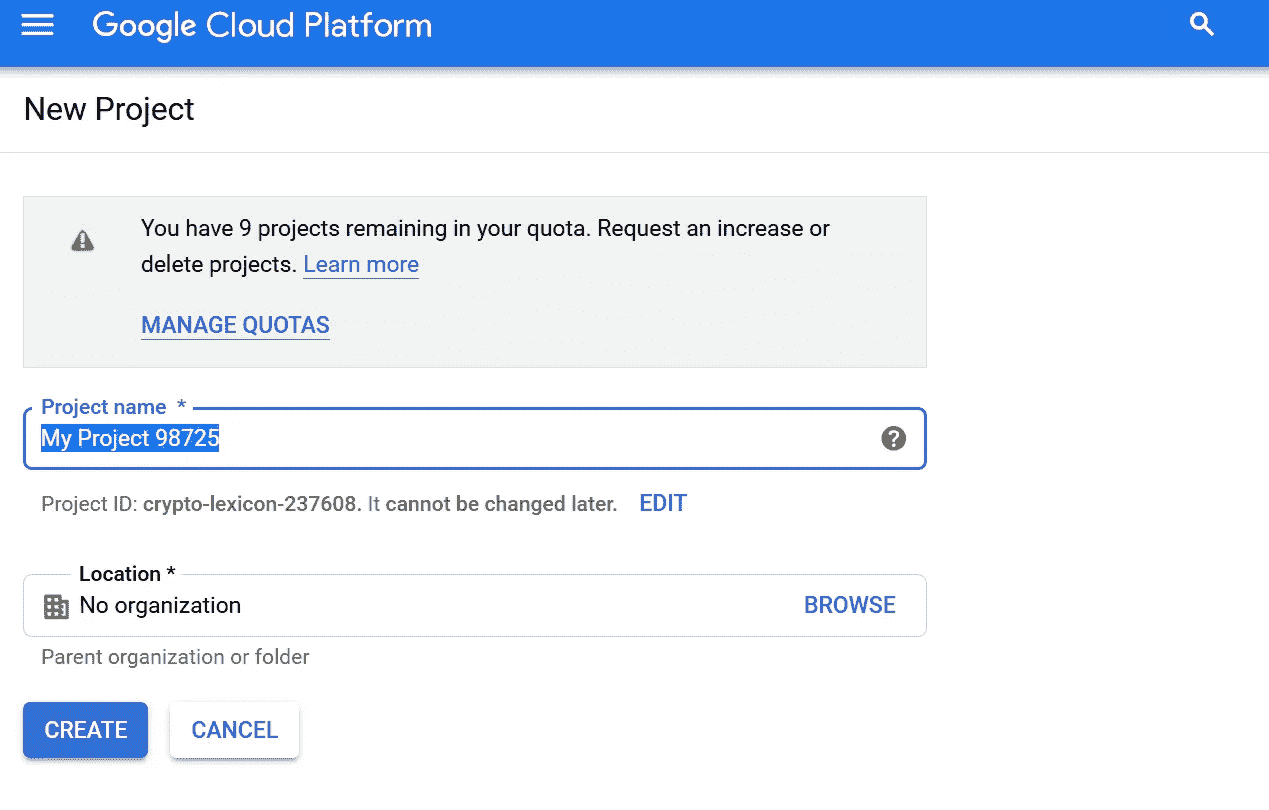 Google Cloud Platform
New Project
You have 9 projects remaining in your quota. Request an increase or
delete projects. Learn more
MANAGE QUOTAS
Project name *
My Project 98725
Project ID: crypto-lexicon-237608. It cannot be changed later. EDIT
Location *
No organization BROWSE
Parent organization or folder
CREATE CANCEL